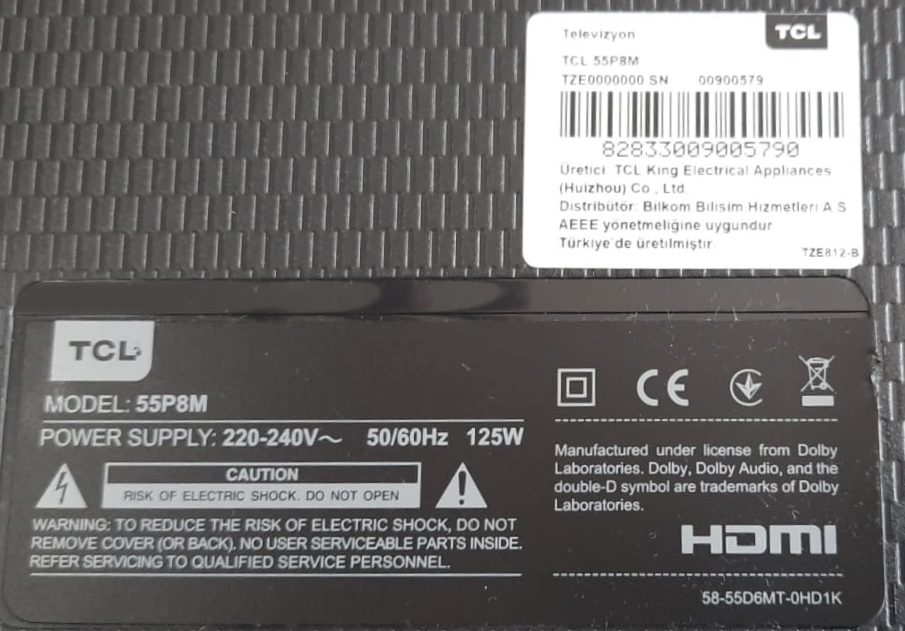 Televizyon
TCL
TCL 55P8M
TZE0000000 SN 00900579
82833009005790
Üretici: TCL King Electrical Appliances
(Huizhou) Co., Ltd.
Distribütör: Bilkom Bilisim Hizmetleri A.S
AEEE yönetmeliğine uygundur
Türkiye'de üretilmiştir.
TZE812-B
TCL
MODEL: 55P8M
POWER SUPPLY: 220-240V～ 50/60Hz 125W
CAUTION
RISK OF ELECTRIC SHOCK. DO NOT OPEN
WARNING: TO REDUCE THE RISK OF ELECTRIC SHOCK, DO NOT
REMOVE COVER (OR BACK). NO USER SERVICEABLE PARTS INSIDE.
REFER SERVICING TO QUALIFIED SERVICE PERSONNEL.
CE
Manufactured under license from Dolby
Laboratories. Dolby, Dolby Audio, and the
double-D symbol are trademarks of Dolby
Laboratories.
HDMI
58-55D6MT-0HD1K